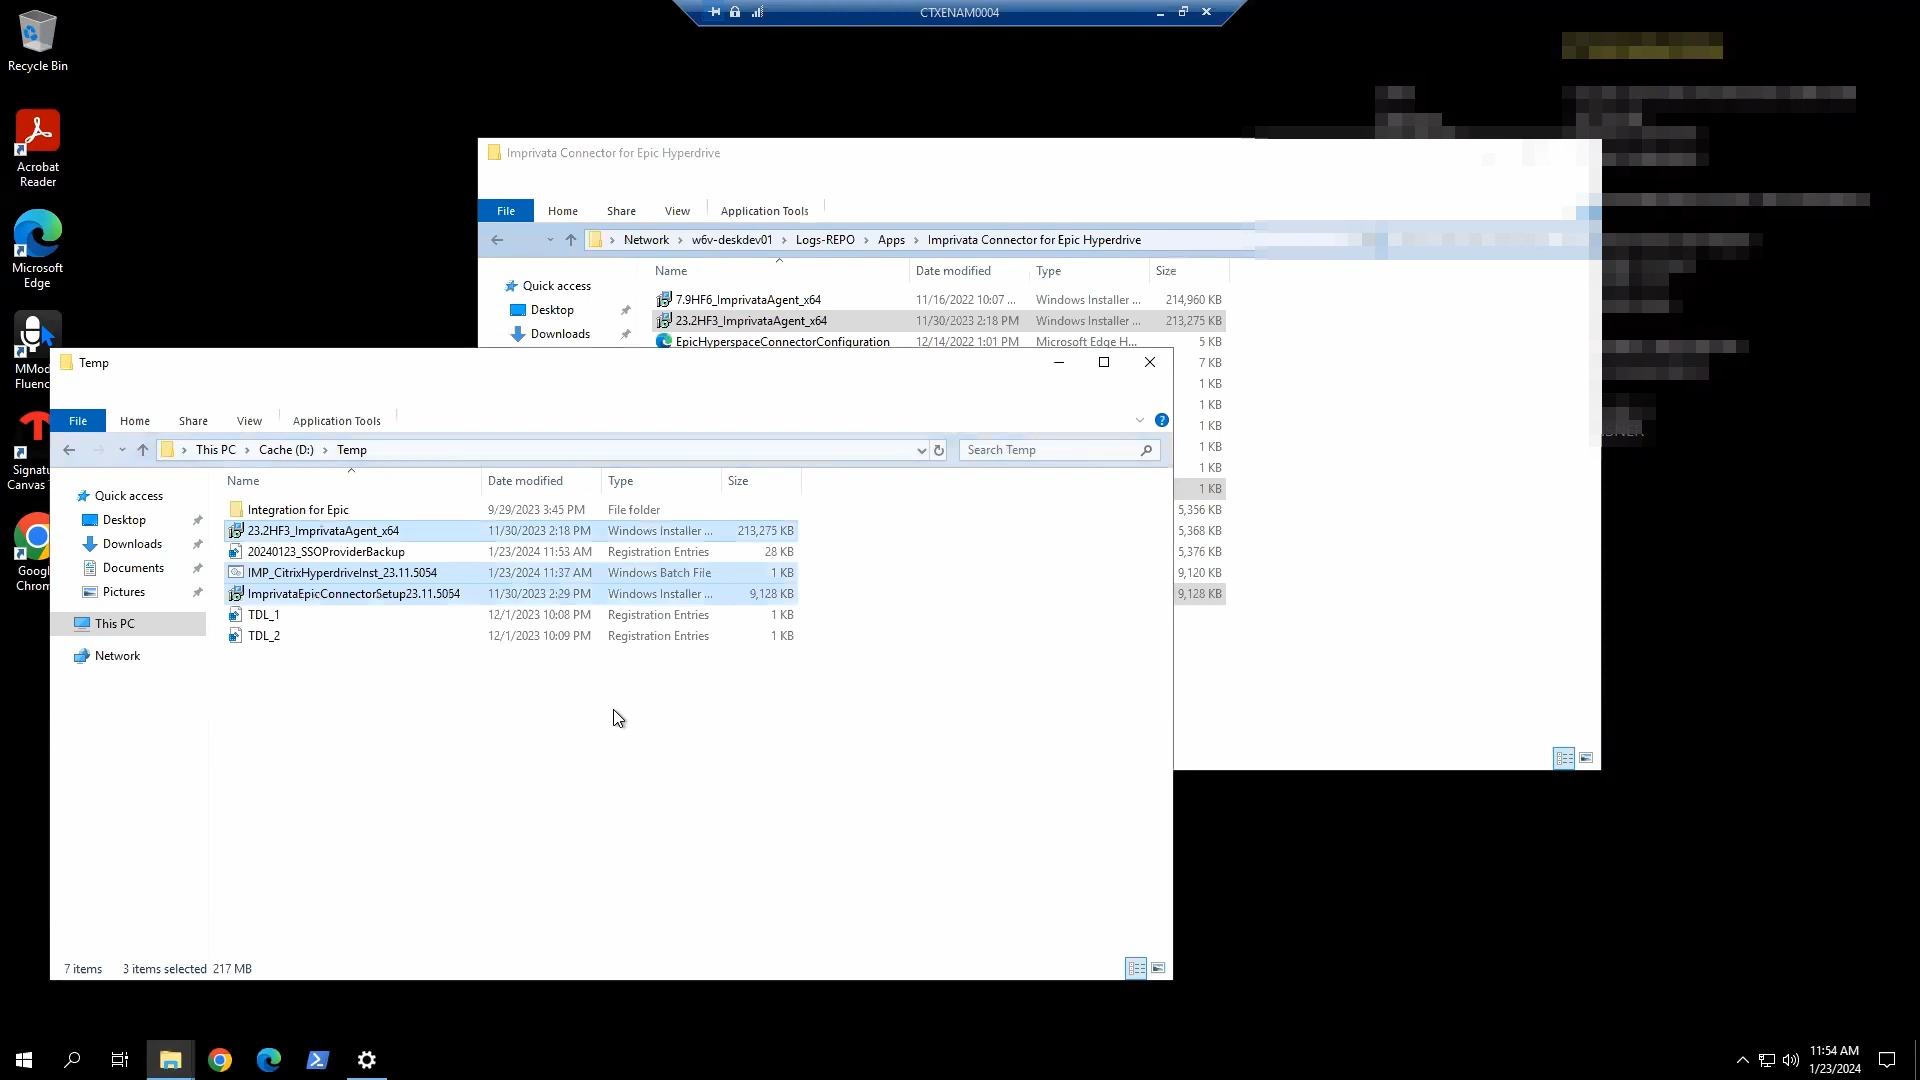 CTXENAM0004
Recycle Bin
Acrobat
Reader
Microsoft
Edge
MMod
Fluenc
Signatu
Canvas
Googl
Chrom
Imprivata Connector for Epic Hyperdrive
File Home Share View Application Tools
Network w6v-deskdev01 Logs-REPO Apps Imprivata Connector for Epic Hyperdrive
Name Date modified Type Size
Quick access
Desktop
Downloads
7.9HF6_ImprivataAgent_x64 11/16/2022 10:07 ... Windows Installer ... 214,960 KB
23.2HF3_ImprivataAgent_x64 11/30/2023 2:18 PM Windows Installer ... 213,275 KB
EpicHyperspaceConnectorConfiguration 12/14/2022 1:01 PM Microsoft Edge H... 5 KB
7 KB
1 KB
1 KB
1 KB
1 KB
1 KB
1 KB
5,356 KB
5,368 KB
5,376 KB
9,120 KB
9,128 KB
Temp
File Home Share View Application Tools
This PC Cache (D:) Temp
Search Temp
Name Date modified Type Size
Quick access
Desktop
Downloads
Documents
Pictures
This PC
Network
Integration for Epic 9/29/2023 3:45 PM File folder
23.2HF3_ImprivataAgent_x64 11/30/2023 2:18 PM Windows Installer ... 213,275 KB
20240123_SSOProviderBackup 1/23/2024 11:53 AM Registration Entries 28 KB
IMP_CitrixHyperdriveInst_23.11.5054 1/23/2024 11:37 AM Windows Batch File 1 KB
ImprivataEpicConnectorSetup23.11.5054 11/30/2023 2:29 PM Windows Installer ... 9,128 KB
TDL_1 12/1/2023 10:08 PM Registration Entries 1 KB
TDL_2 12/1/2023 10:09 PM Registration Entries 1 KB
7 items 3 items selected 217 MB
11:54 AM
1/23/2024